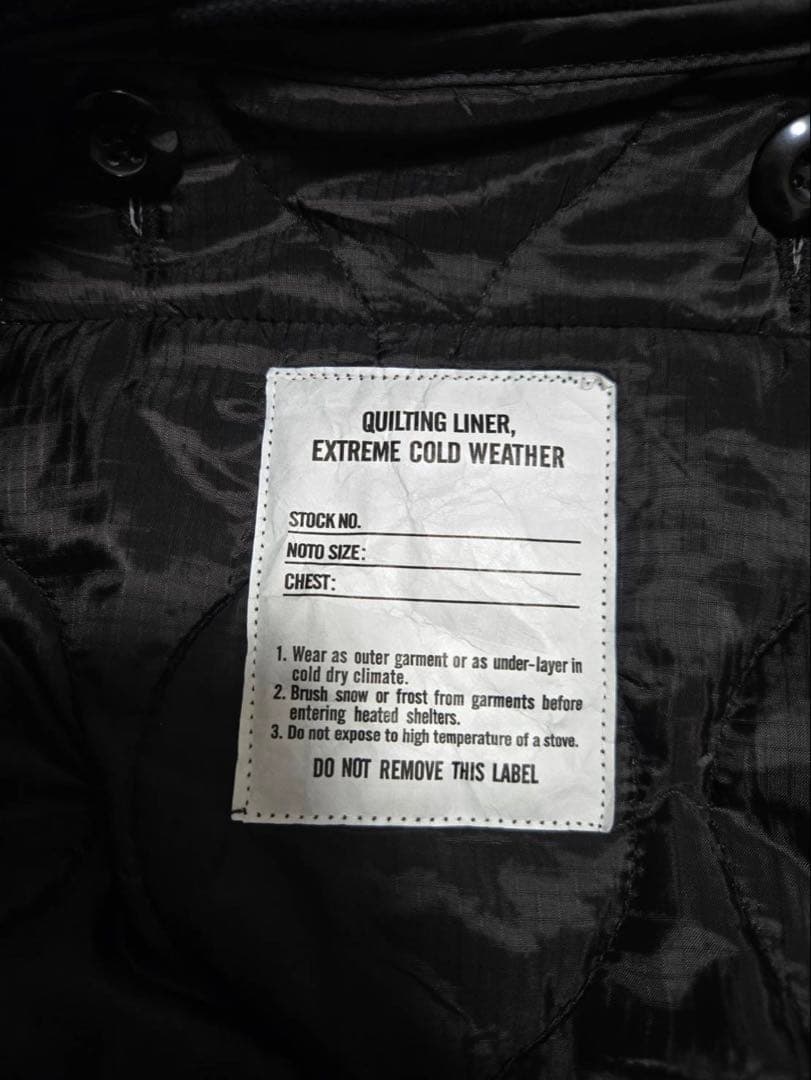 QUILTING LINER,
EXTREME COLD WEATHER
STOCK NO.
NOTO SIZE:
CHEST:
1. Wear as outer garment or as under-layer in
cold dry climate.
2. Brush snow or frost from garments before
entering heated shelters.
3. Do not expose to high temperature of a stove.
DO NOT REMOVE THIS LABEL